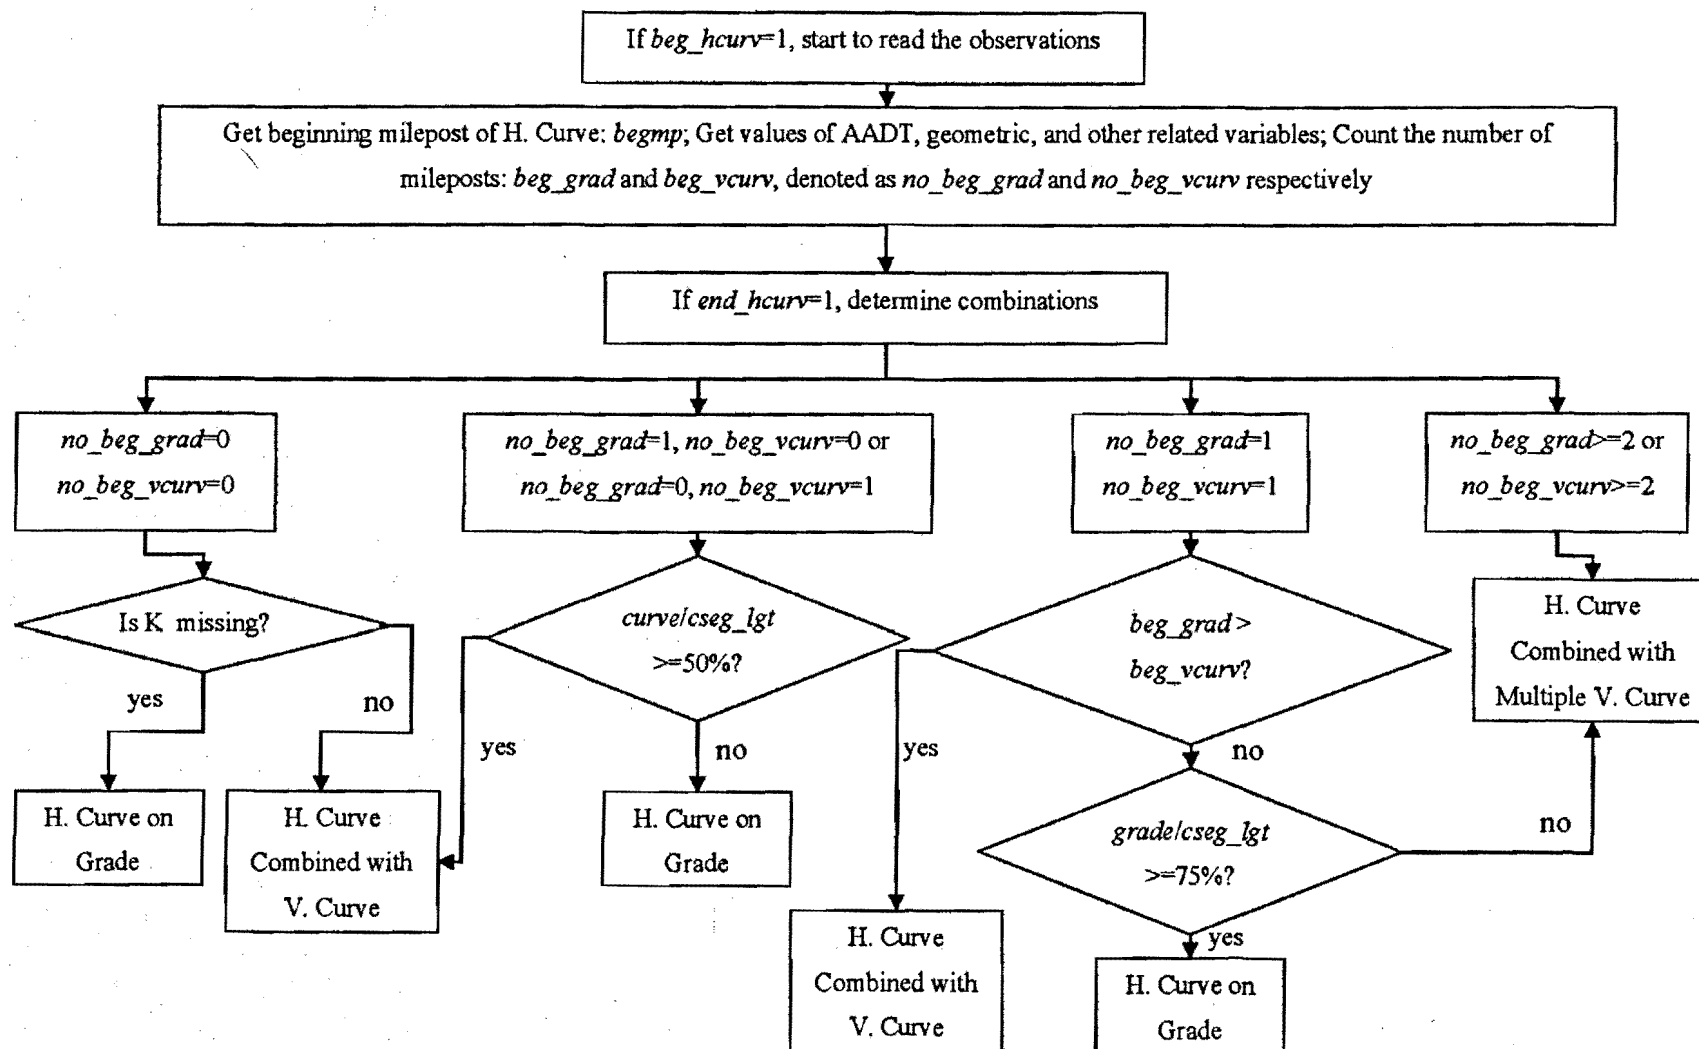 If beg_hcurv=1, start to read the observations
Get beginning milepost of H. Curve: begmp; Get values of AADT, geometric, and other related variables; Count the number of
mileposts: beg_grad and beg_vcurv, denoted as no_beg_grad and no_beg_vcurv respectively
If end_hcurv=1, determine combinations
no_beg_grad=0
no_beg_vcurv=0
no_beg_grad=1, no_beg_vcurv=0 or
no_beg_grad=0, no_beg_vcurv=1
no_beg_grad=1
no_beg_vcurv=1
no_beg_grad>=2 or
no_beg_vcurv>=2
Is K missing?
yes
no
curve/cseg_lgt
>=50%?
yes
no
beg_grad >
beg_vcurv?
yes
no
H. Curve
Combined with
Multiple V. Curve
H. Curve on
Grade
H. Curve
Combined with
V. Curve
H. Curve on
Grade
grade/cseg_lgt
>=75%?
no
yes
H. Curve
Combined with
V. Curve
H. Curve on
Grade